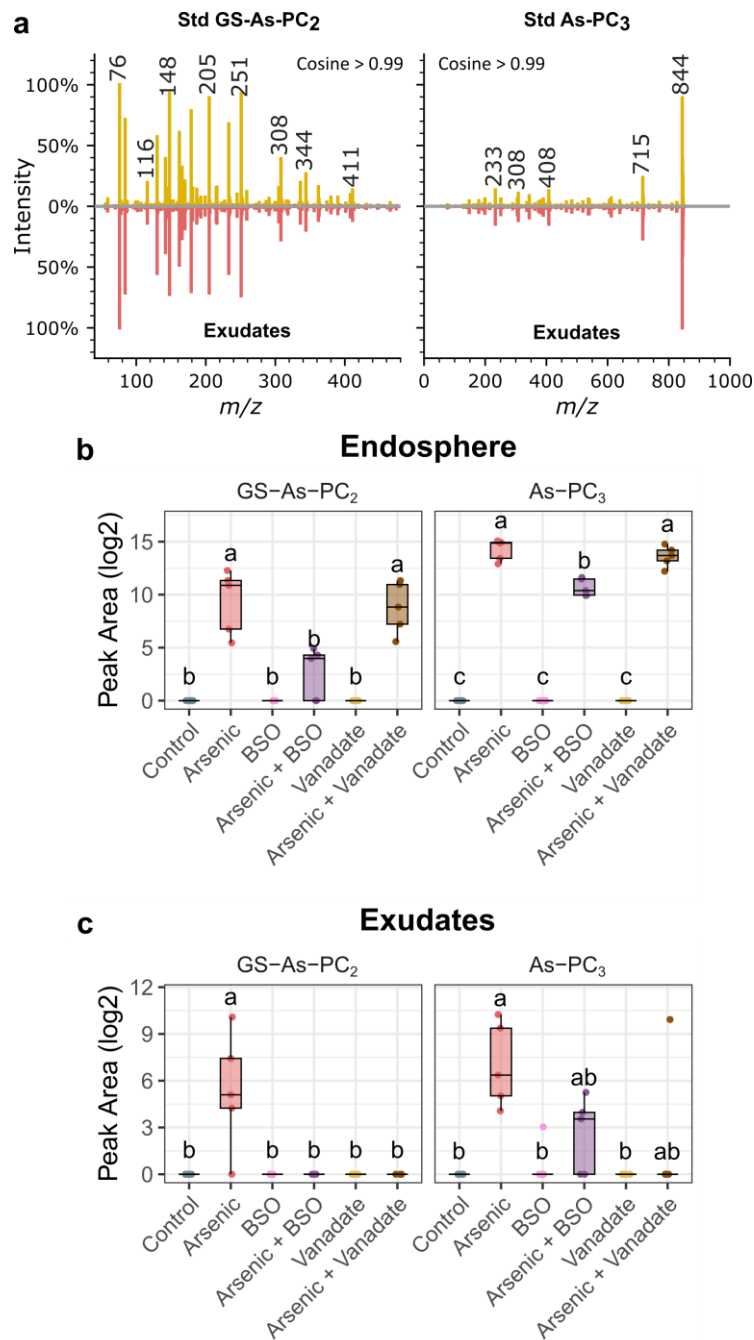 a
Std GS-As-PC₂
Std As-PC₃
Cosine > 0.99
Cosine > 0.99
76
148
205
251
116
308
344
411
844
233
308
408
715
Intensity
100%
50%
0%
50%
100%
Exudates
Exudates
100 200 300 400
0 200 400 600 800 1000
m/z
m/z
b
Endosphere
GS−As−PC₂
As−PC₃
Peak Area (log2)
15
10
5
0
b a b b b a
c a c b c a
Control
Arsenic
BSO
Arsenic + BSO
Vanadate
Arsenic + Vanadate
Control
Arsenic
BSO
Arsenic + BSO
Vanadate
Arsenic + Vanadate
c
Exudates
GS−As−PC₂
As−PC₃
Peak Area (log2)
12
9
6
3
0
b a b b b b
b a b ab b ab
Control
Arsenic
BSO
Arsenic + BSO
Vanadate
Arsenic + Vanadate
Control
Arsenic
BSO
Arsenic + BSO
Vanadate
Arsenic + Vanadate